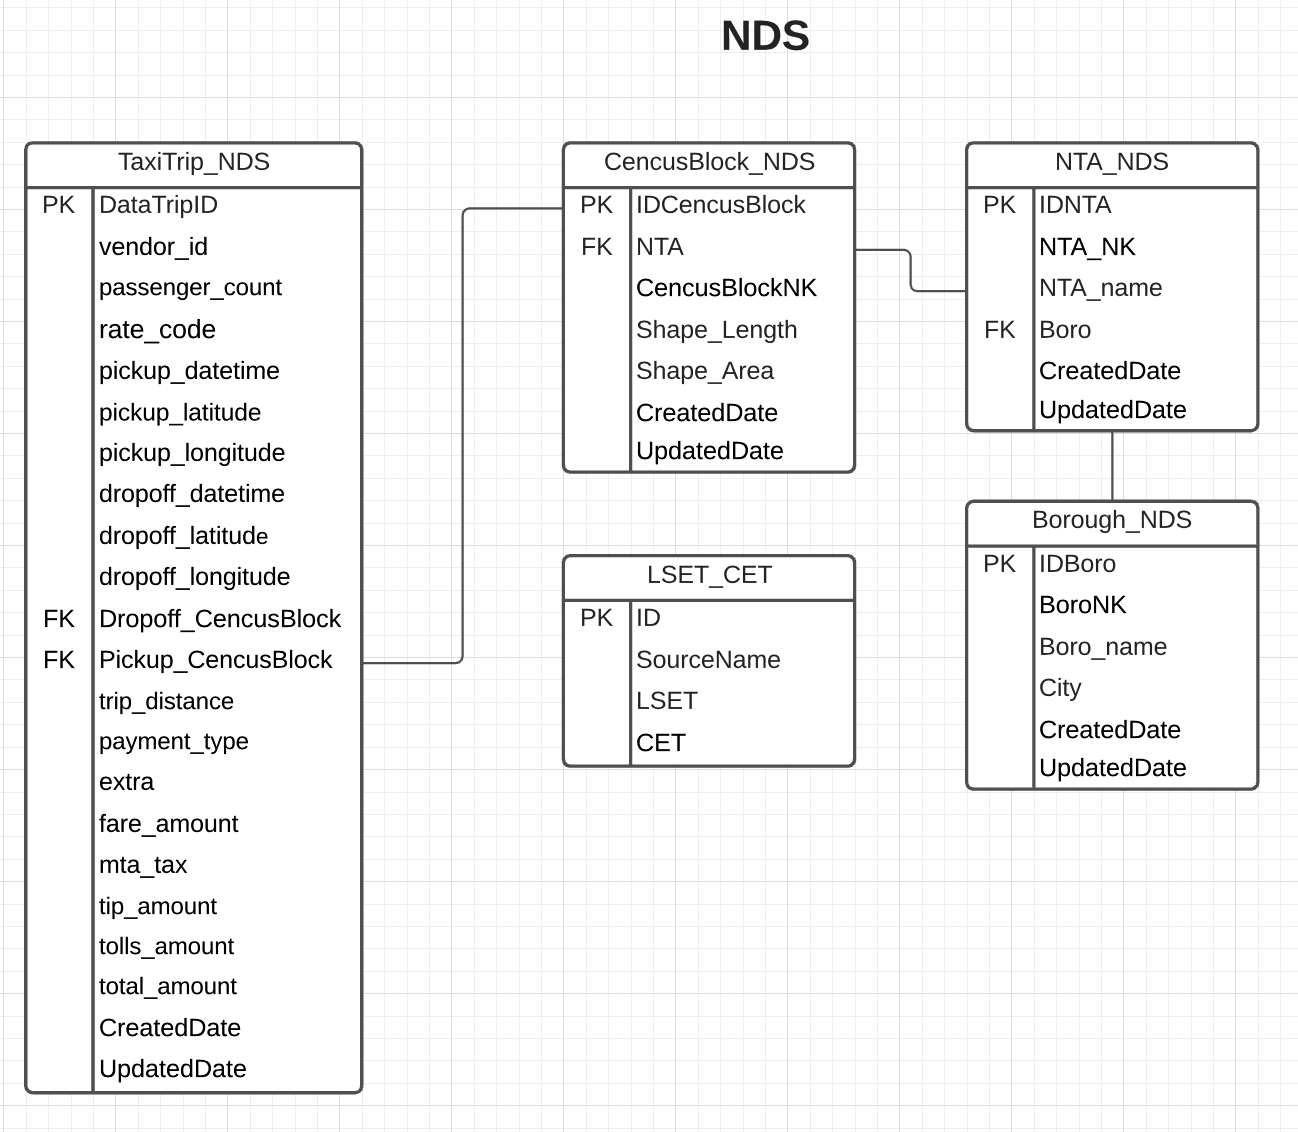 NDS
TaxiTrip_NDS
PK DataTripID
vendor_id
passenger_count
rate_code
pickup_datetime
pickup_latitude
pickup_longitude
dropoff_datetime
dropoff_latitude
dropoff_longitude
FK Dropoff_CencusBlock
FK Pickup_CencusBlock
trip_distance
payment_type
extra
fare_amount
mta_tax
tip_amount
tolls_amount
total_amount
CreatedDate
UpdatedDate
CencusBlock_NDS
PK IDCencusBlock
FK NTA
CencusBlockNK
Shape_Length
Shape_Area
CreatedDate
UpdatedDate
LSET_CET
PK ID
SourceName
LSET
CET
NTA_NDS
PK IDNTA
NTA_NK
NTA_name
FK Boro
CreatedDate
UpdatedDate
Borough_NDS
PK IDBoro
BoroNK
Boro_name
City
CreatedDate
UpdatedDate